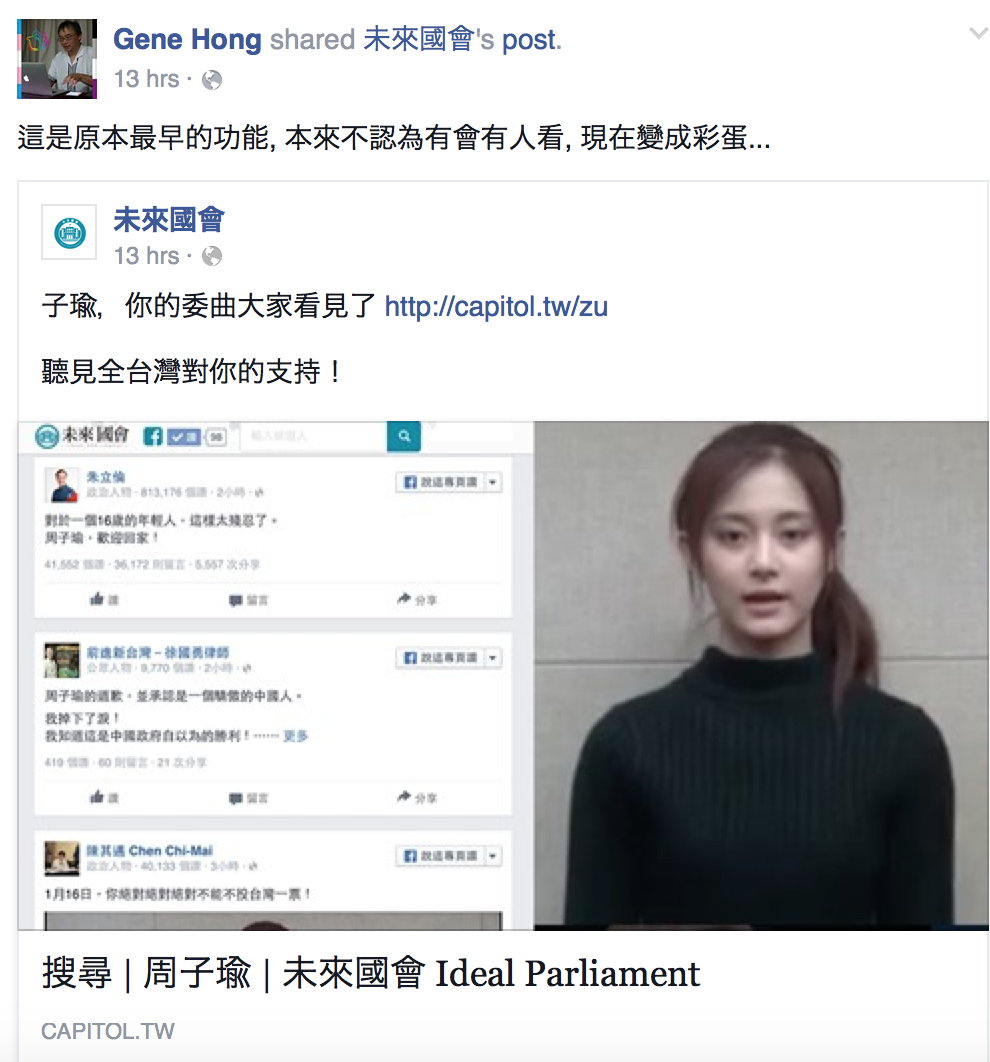 Gene Hong shared 未來國會's post.
13 hrs ·
這是原本最早的功能, 本來不認為有會有人看, 現在變成彩蛋...
未來國會
13 hrs ·
子瑜，你的委曲大家看見了 http://capitol.tw/zu
聽見全台灣對你的支持！
未來國會 讚 98 輸入候選人
朱立倫
政治人物 · 813,176 個讚 · 2小時 ·
說這專頁讚
對於一個16歲的年輕人，這樣太殘忍了。
周子瑜，歡迎回家！
41,552 個讚 · 36,172 則留言 · 5,557 次分享
讚 留言 分享
前進新台灣－徐國勇律師
公眾人物 · 9,770 個讚 · 2小時 ·
說這專頁讚
周子瑜的道歉，並承認是一個驕傲的中國人。
我掉下了淚！
我知道這是中國政府自以為的勝利！⋯⋯ 更多
419 個讚 · 60 則留言 · 21 次分享
讚 留言 分享
陳其邁 Chen Chi-Mai
政治人物 · 40,133 個讚 · 3小時 ·
說這專頁讚
1月16日，你絕對絕對絕對不能不投台灣一票！
搜尋 | 周子瑜 | 未來國會 Ideal Parliament
CAPITOL.TW